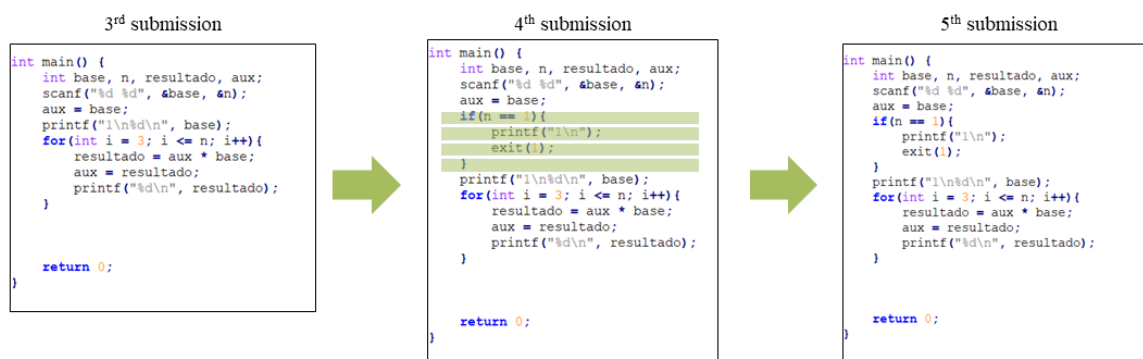 3rd submission
int main() {
int base, n, resultado, aux;
scanf("%d %d", &base, &n);
aux = base;
printf("1\n%d\n", base);
for(int i = 3; i <= n; i++){
resultado = aux * base;
aux = resultado;
printf("%d\n", resultado);
}
return 0;
}
4th submission
int main() {
int base, n, resultado, aux;
scanf("%d %d", &base, &n);
aux = base;
if(n == 1){
printf("1\n");
exit(1);
}
printf("1\n%d\n", base);
for(int i = 3; i <= n; i++){
resultado = aux * base;
aux = resultado;
printf("%d\n", resultado);
}
return 0;
}
5th submission
int main() {
int base, n, resultado, aux;
scanf("%d %d", &base, &n);
aux = base;
if(n == 1){
printf("1\n");
exit(1);
}
printf("1\n%d\n", base);
for(int i = 3; i <= n; i++){
resultado = aux * base;
aux = resultado;
printf("%d\n", resultado);
}
return 0;
}